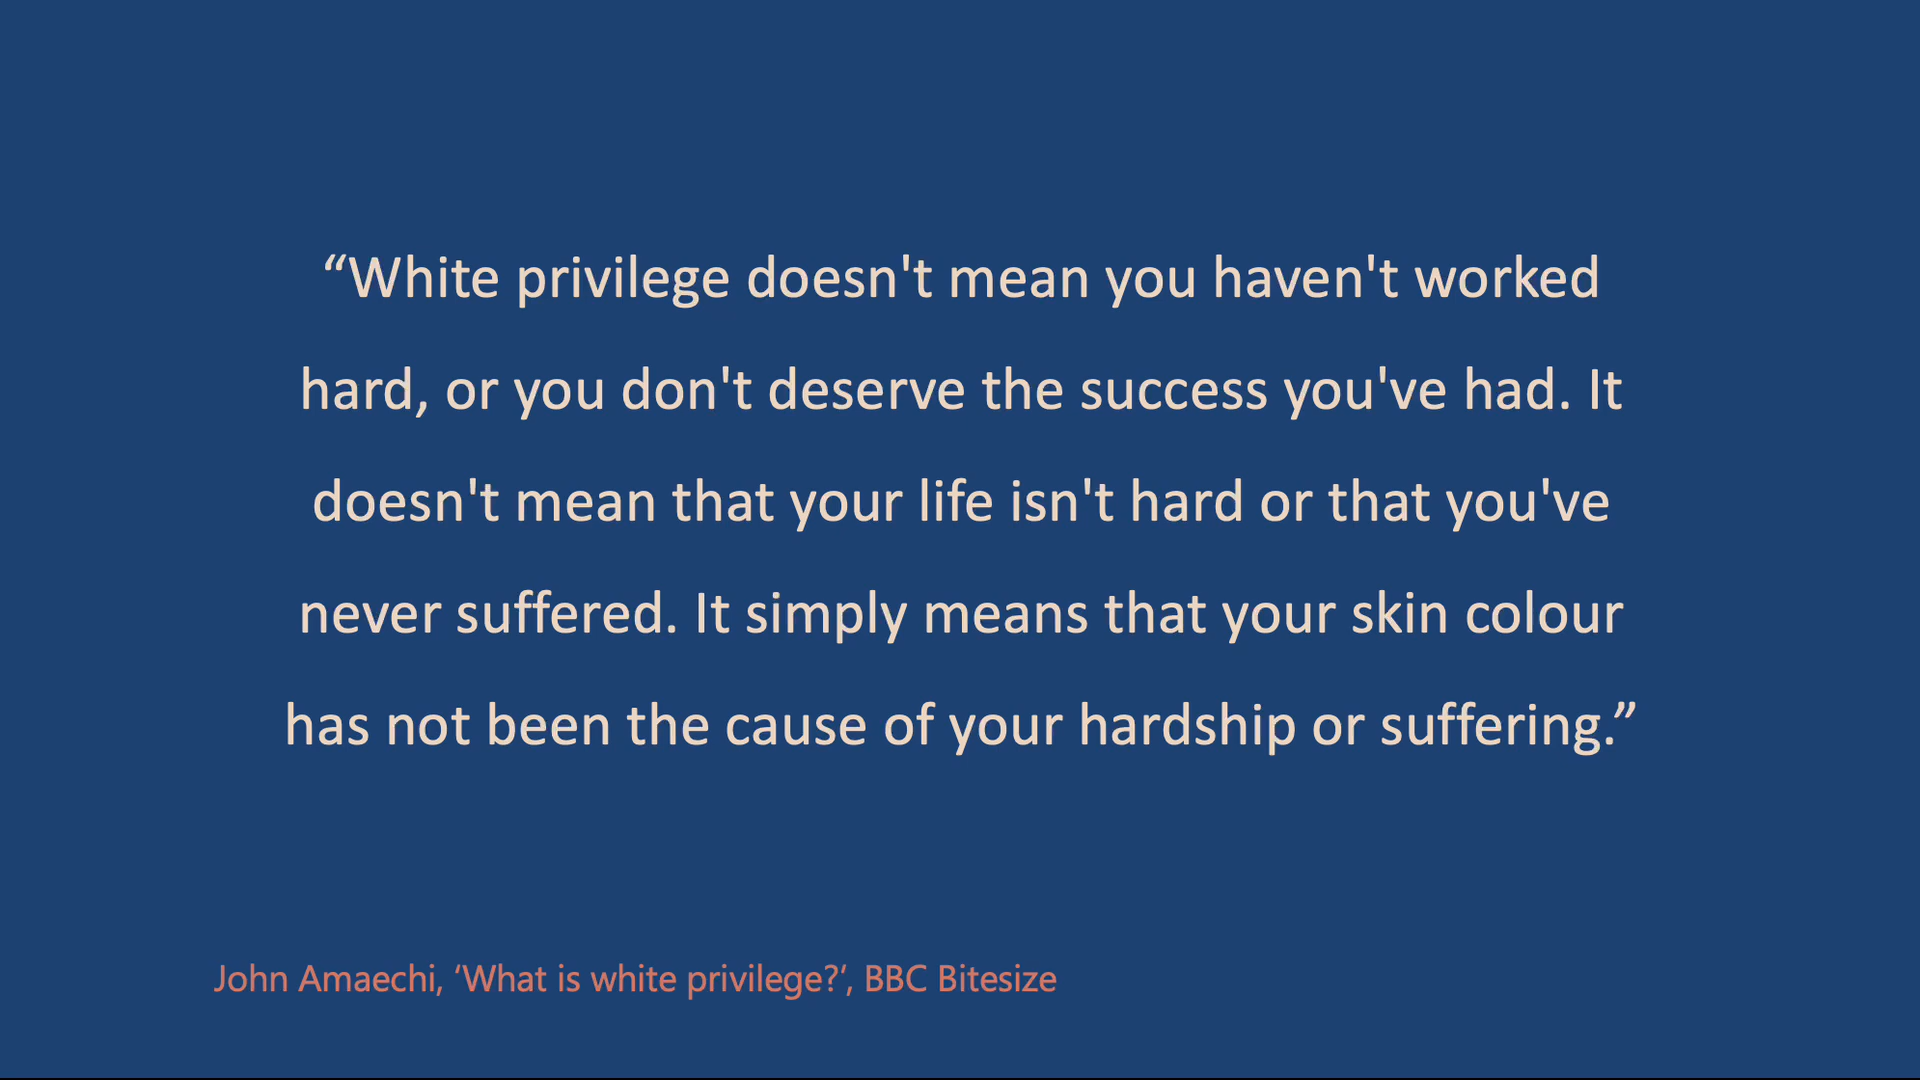 “White privilege doesn't mean you haven't worked
hard, or you don't deserve the success you've had. It
doesn't mean that your life isn't hard or that you've
never suffered. It simply means that your skin colour
has not been the cause of your hardship or suffering.”
John Amaechi, ‘What is white privilege?‘, BBC Bitesize